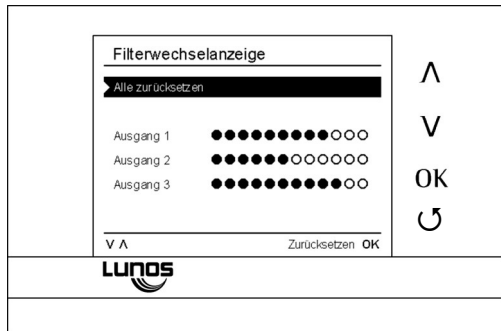 Filterwechselanzeige
Alle zurücksetzen
Ausgang 1
Ausgang 2
Ausgang 3
Zurücksetzen OK
OK
LUNOS